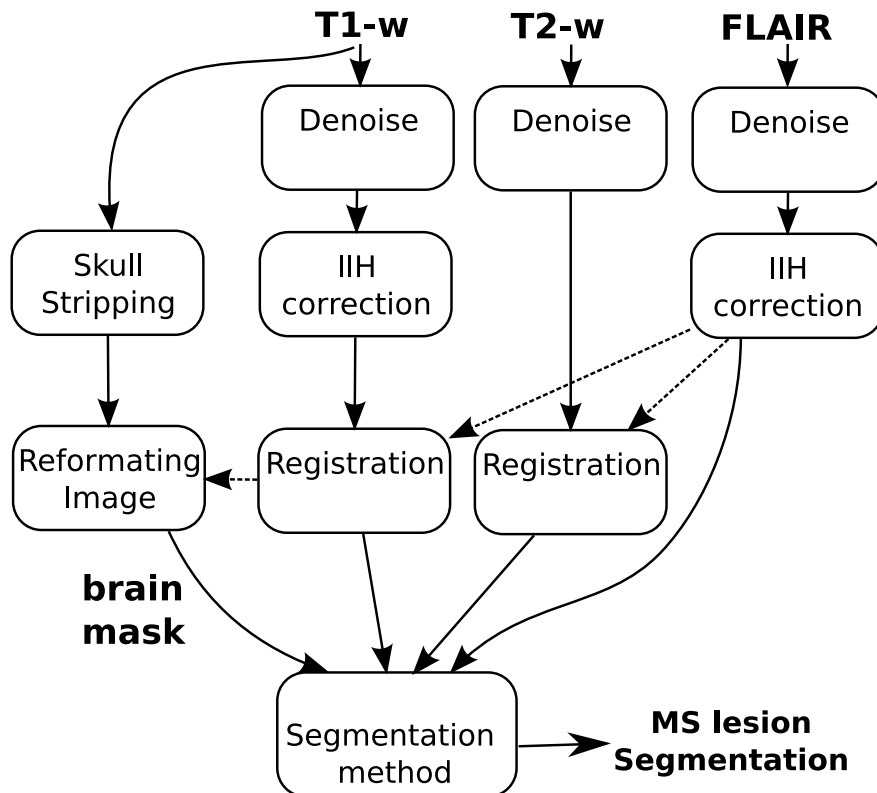 T1-w
T2-w
FLAIR
Denoise
Denoise
Denoise
Skull
Stripping
IIH
correction
IIH
correction
Reformating
Image
Registration
Registration
brain
mask
Segmentation
method
MS lesion
Segmentation